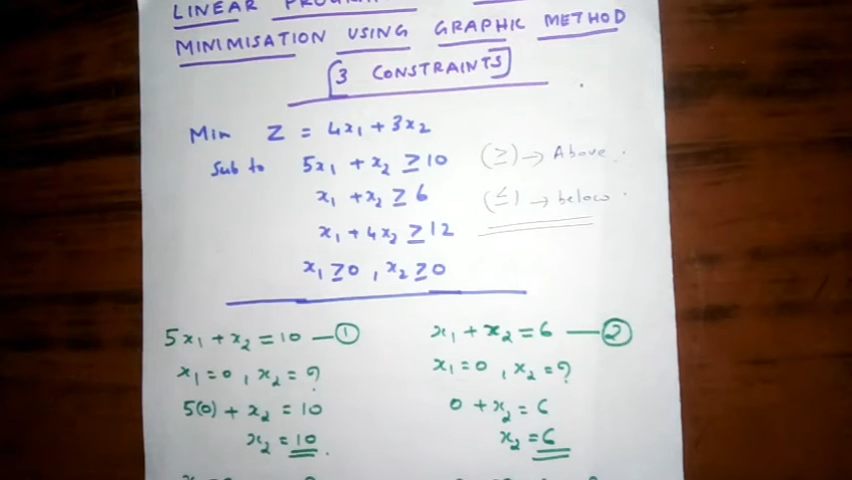 LINEAR
MINIMISATION USING GRAPHIC METHOD
(3 CONSTRAINTS)
Min Z = 4x₁ + 3x₂
Sub to 5x₁ + x₂ ≥ 10 (≥) → Above
x₁ + x₂ ≥ 6 (≤) → below
x₁ + 4x₂ ≥ 12
x₁ ≥ 0, x₂ ≥ 0
5x₁ + x₂ = 10 — ①
x₁ = 0, x₂ = ?
5(0) + x₂ = 10
x₂ = 10
x₁ + x₂ = 6 — ②
x₁ = 0, x₂ = ?
0 + x₂ = 6
x₂ = 6